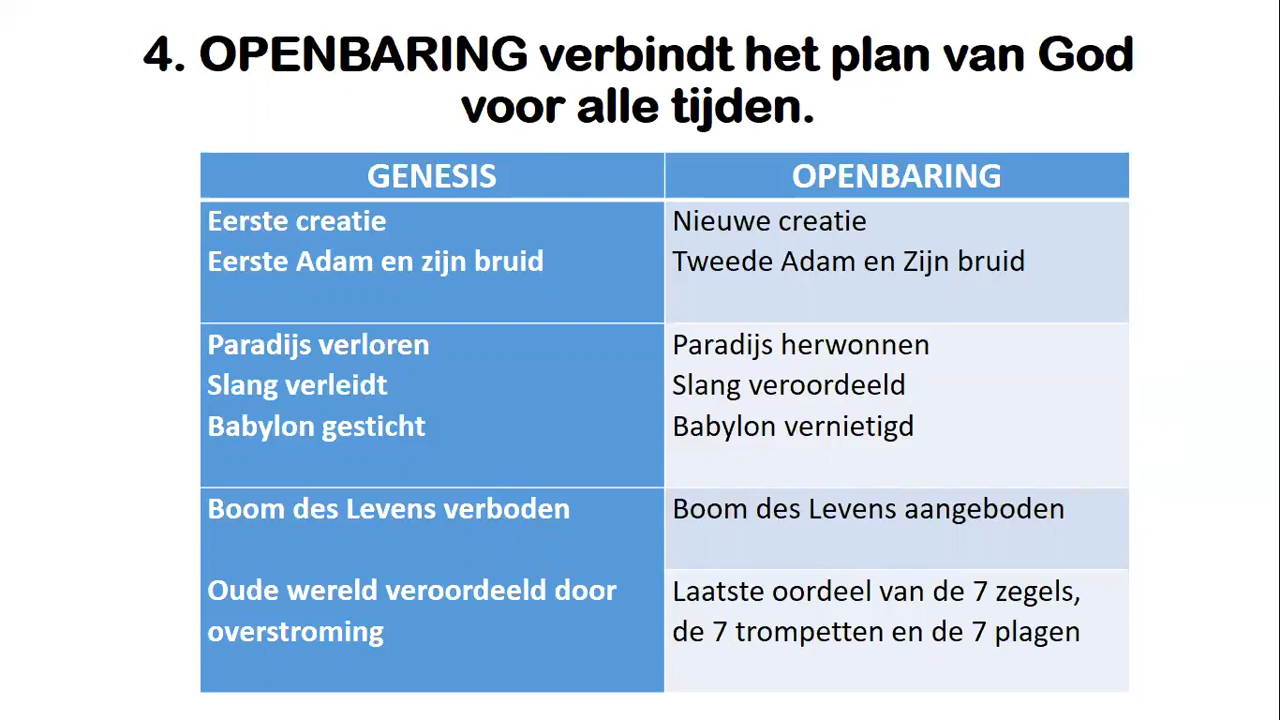 4. OPENBARING verbindt het plan van God
voor alle tijden.
GENESIS
OPENBARING
Eerste creatie
Eerste Adam en zijn bruid
Nieuwe creatie
Tweede Adam en Zijn bruid
Paradijs verloren
Slang verleidt
Babylon gesticht
Paradijs herwonnen
Slang veroordeeld
Babylon vernietigd
Boom des Levens verboden
Boom des Levens aangeboden
Oude wereld veroordeeld door
overstroming
Laatste oordeel van de 7 zegels,
de 7 trompetten en de 7 plagen